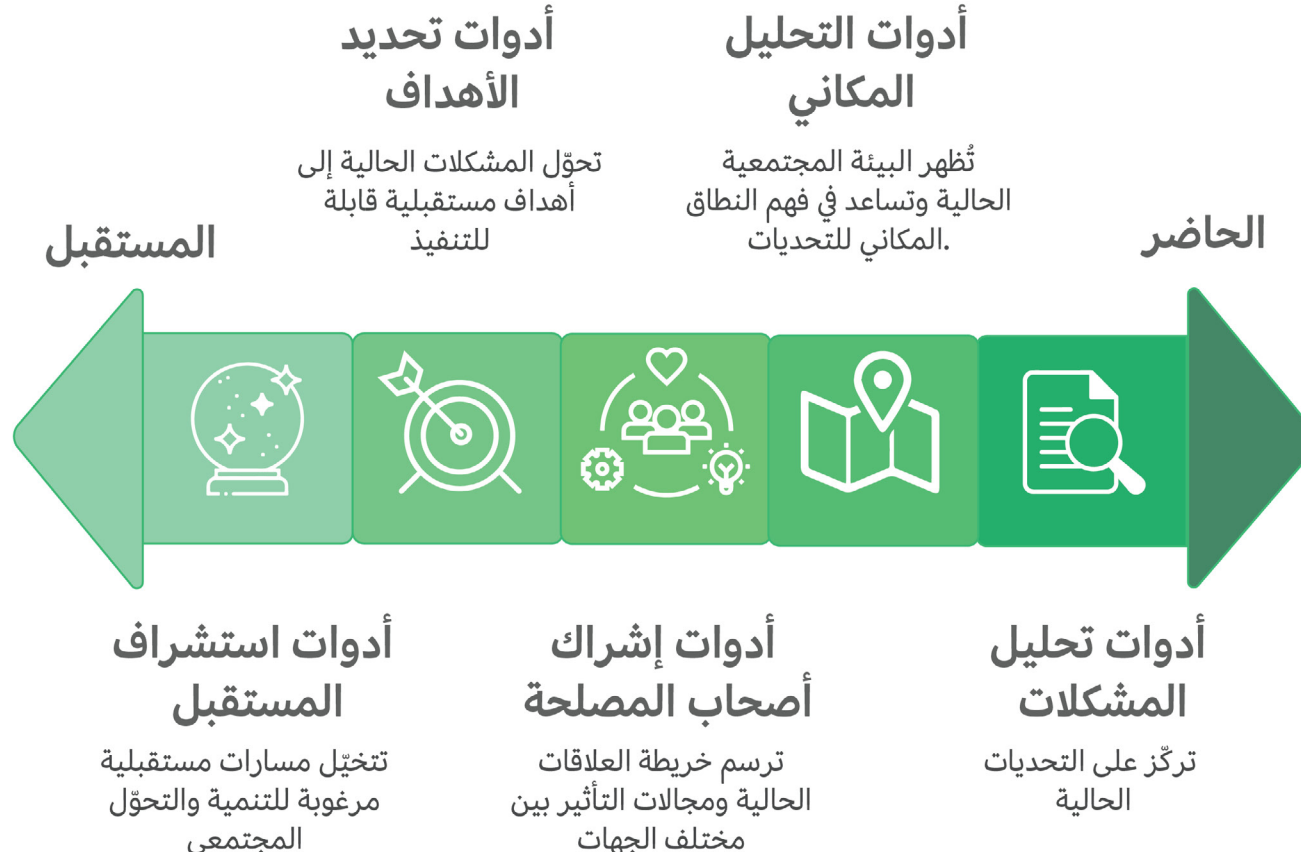 الحاضر
أدوات تحليل
المشكلات
تركّز على التحديات
الحالية
أدوات التحليل
المكاني
تُظهر البيئة المجتمعية
الحالية وتساعد في فهم النطاق
المكاني للتحديات.
أدوات إشراك
أصحاب المصلحة
ترسم خريطة العلاقات
الحالية ومجالات التأثير بين
مختلف الجهات
أدوات تحديد
الأهداف
تحوّل المشكلات الحالية إلى
أهداف مستقبلية قابلة
للتنفيذ
أدوات استشراف
المستقبل
تتخيّل مسارات مستقبلية
مرغوبة للتنمية والتحوّل
المجتمعي
المستقبل